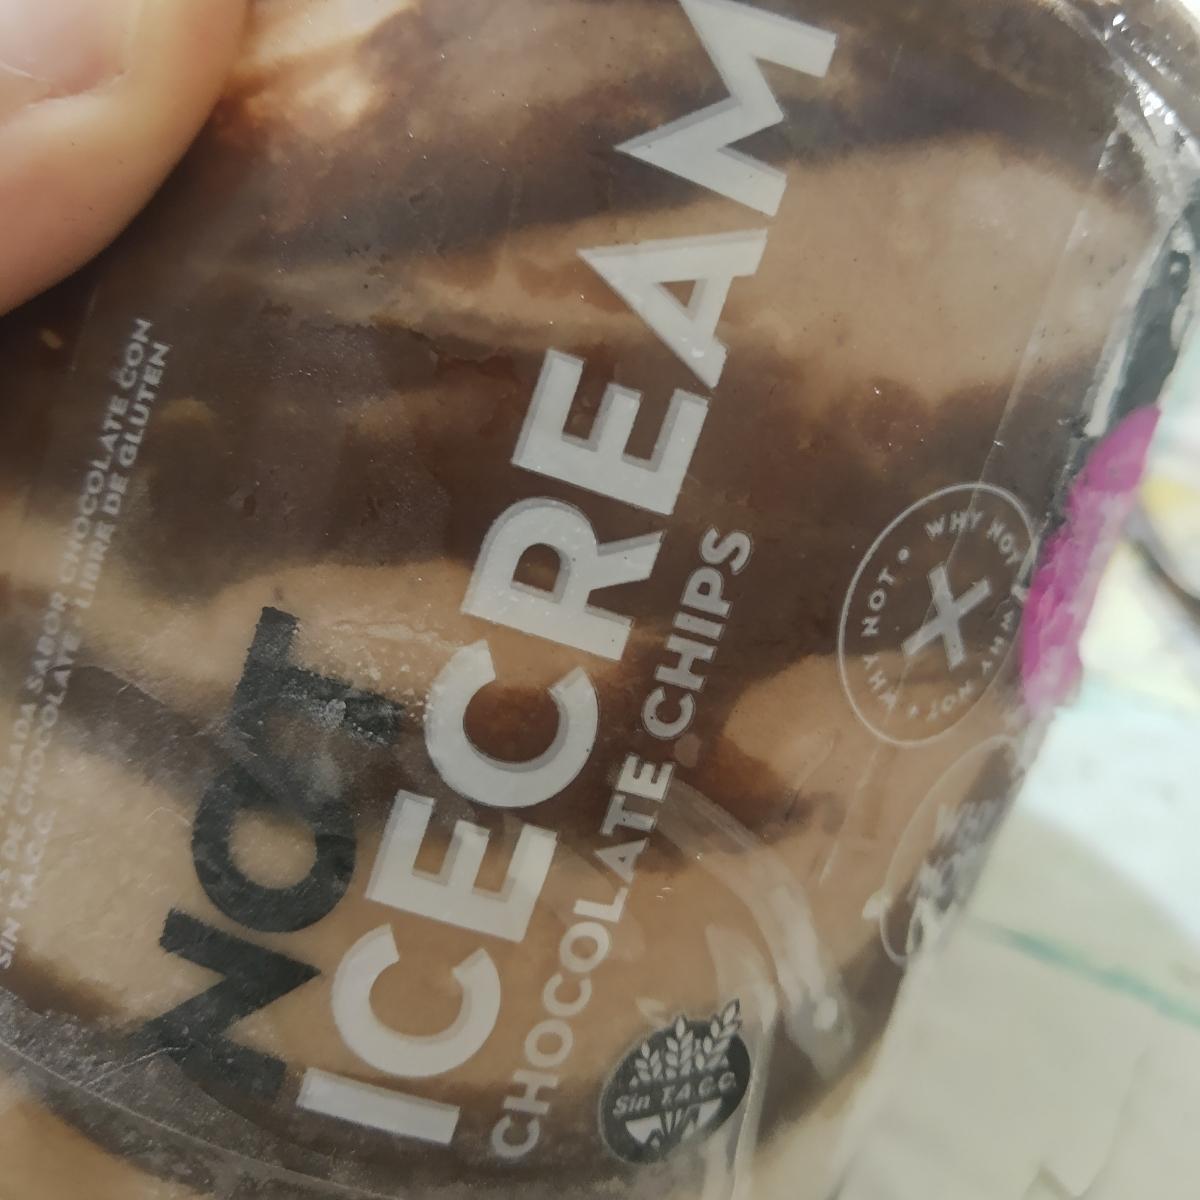 HELADA SABOR CHOCOLATE CON
S DE CHOCOLATE - LIBRE DE GLUTEN
SIN T.A.C.C.
NOT
ICECREAM
CHOCOLATE CHIPS
WHY NOT • WHY NOT • WHY NOT •
Sin T.A.C.C.